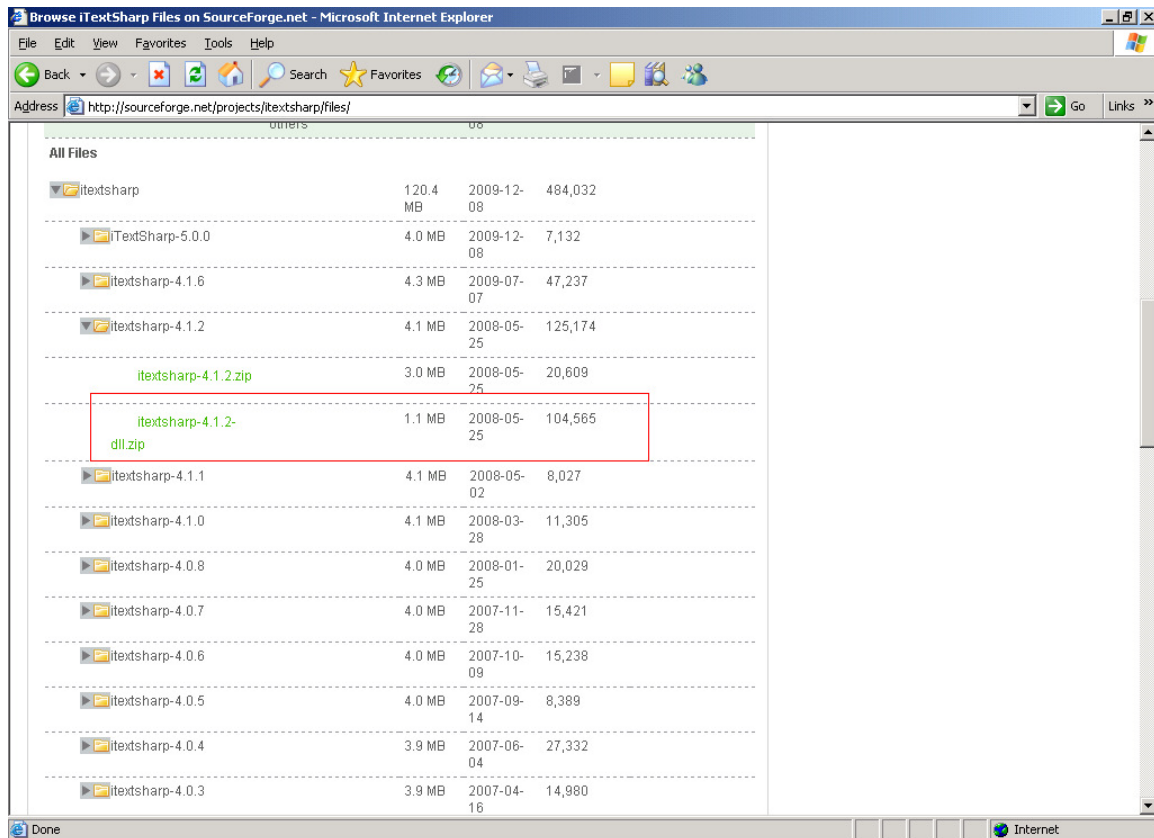 Browse iTextSharp Files on SourceForge.net - Microsoft Internet Explorer
File Edit View Favorites Tools Help
Back Search Favorites
Address http://sourceforge.net/projects/itextsharp/files/ Go Links »
others 08
All Files
itextsharp 120.4 2009-12- 484,032
MB 08
iTextSharp-5.0.0 4.0 MB 2009-12- 7,132
08
itextsharp-4.1.6 4.3 MB 2009-07- 47,237
07
itextsharp-4.1.2 4.1 MB 2008-05- 125,174
25
itextsharp-4.1.2.zip 3.0 MB 2008-05- 20,609
25
itextsharp-4.1.2- 1.1 MB 2008-05- 104,565
dll.zip 25
itextsharp-4.1.1 4.1 MB 2008-05- 8,027
02
itextsharp-4.1.0 4.1 MB 2008-03- 11,305
28
itextsharp-4.0.8 4.0 MB 2008-01- 20,029
25
itextsharp-4.0.7 4.0 MB 2007-11- 15,421
28
itextsharp-4.0.6 4.0 MB 2007-10- 15,238
09
itextsharp-4.0.5 4.0 MB 2007-09- 8,389
14
itextsharp-4.0.4 3.9 MB 2007-06- 27,332
04
itextsharp-4.0.3 3.9 MB 2007-04- 14,980
16
Done Internet